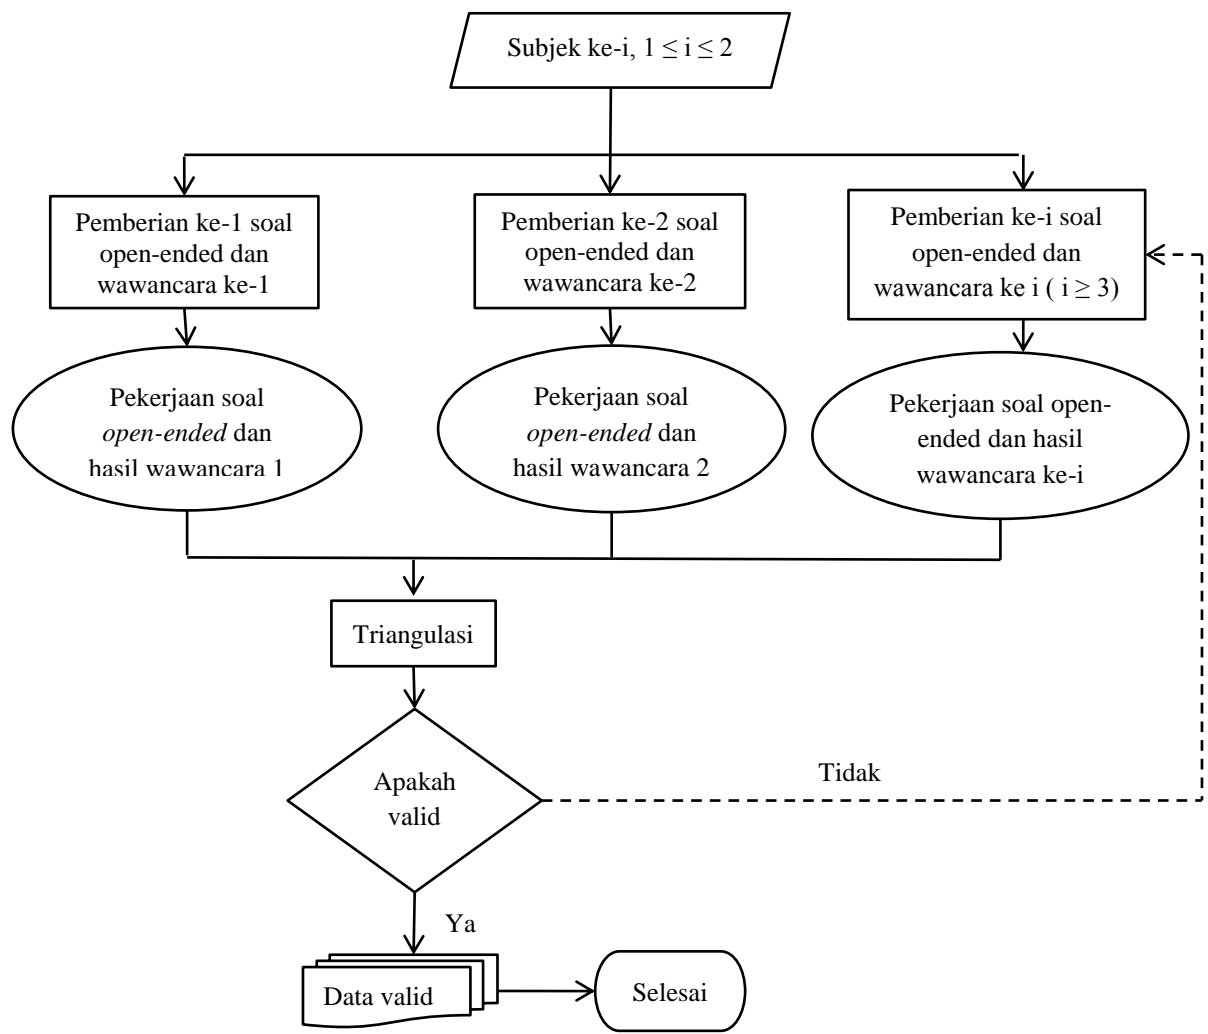 Subjek ke-i, 1 ≤ i ≤ 2
Pemberian ke-1 soal
open-ended dan
wawancara ke-1
Pemberian ke-2 soal
open-ended dan
wawancara ke-2
Pemberian ke-i soal
open-ended dan
wawancara ke i ( i ≥ 3)
Pekerjaan soal
open-ended dan
hasil wawancara 1
Pekerjaan soal
open-ended dan
hasil wawancara 2
Pekerjaan soal open-
ended dan hasil
wawancara ke-i
Triangulasi
Apakah
valid
Tidak
Ya
Data valid
Selesai